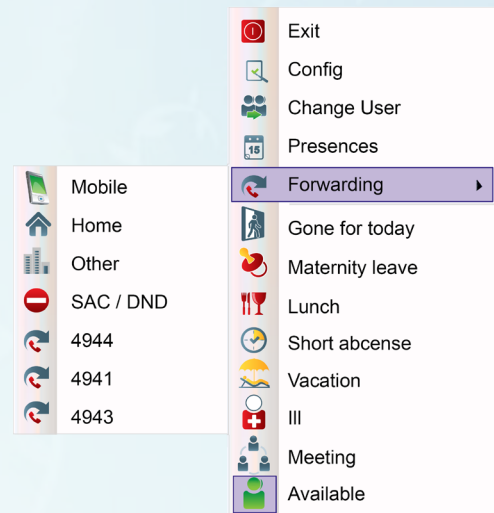 Exit
Config
Change User
15
Presences
Forwarding
Gone for today
Maternity leave
Lunch
Short abcense
Vacation
Ill
Meeting
Available
Mobile
Home
Other
SAC / DND
4944
4941
4943